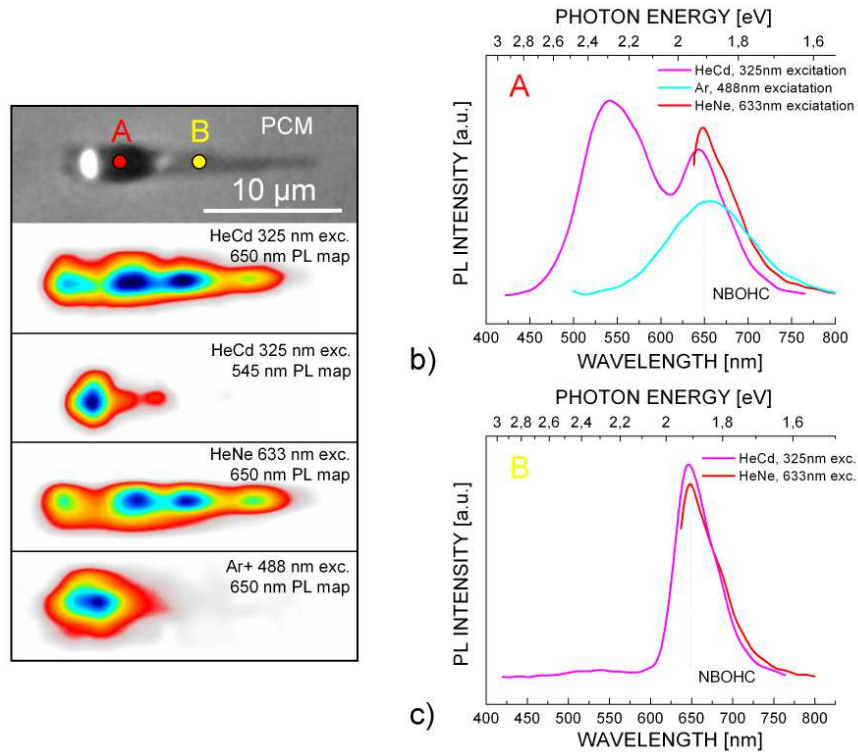 A
B
PCM
10 µm
HeCd 325 nm exc.
650 nm PL map
HeCd 325 nm exc.
545 nm PL map
HeNe 633 nm exc.
650 nm PL map
Ar+ 488 nm exc.
650 nm PL map
b)
PHOTON ENERGY [eV]
3 2,8 2,6 2,4 2,2 2 1,8 1,6
A
HeCd, 325nm excitation
Ar, 488nm exciatation
HeNe, 633nm exciatation
PL INTENSITY [a.u.]
NBOHC
400 450 500 550 600 650 700 750 800
WAVELENGTH [nm]
c)
PHOTON ENERGY [eV]
3 2,8 2,6 2,4 2,2 2 1,8 1,6
B
HeCd, 325nm exc.
HeNe, 633nm exc.
PL INTENSITY [a.u.]
NBOHC
400 450 500 550 600 650 700 750 800
WAVELENGTH [nm]